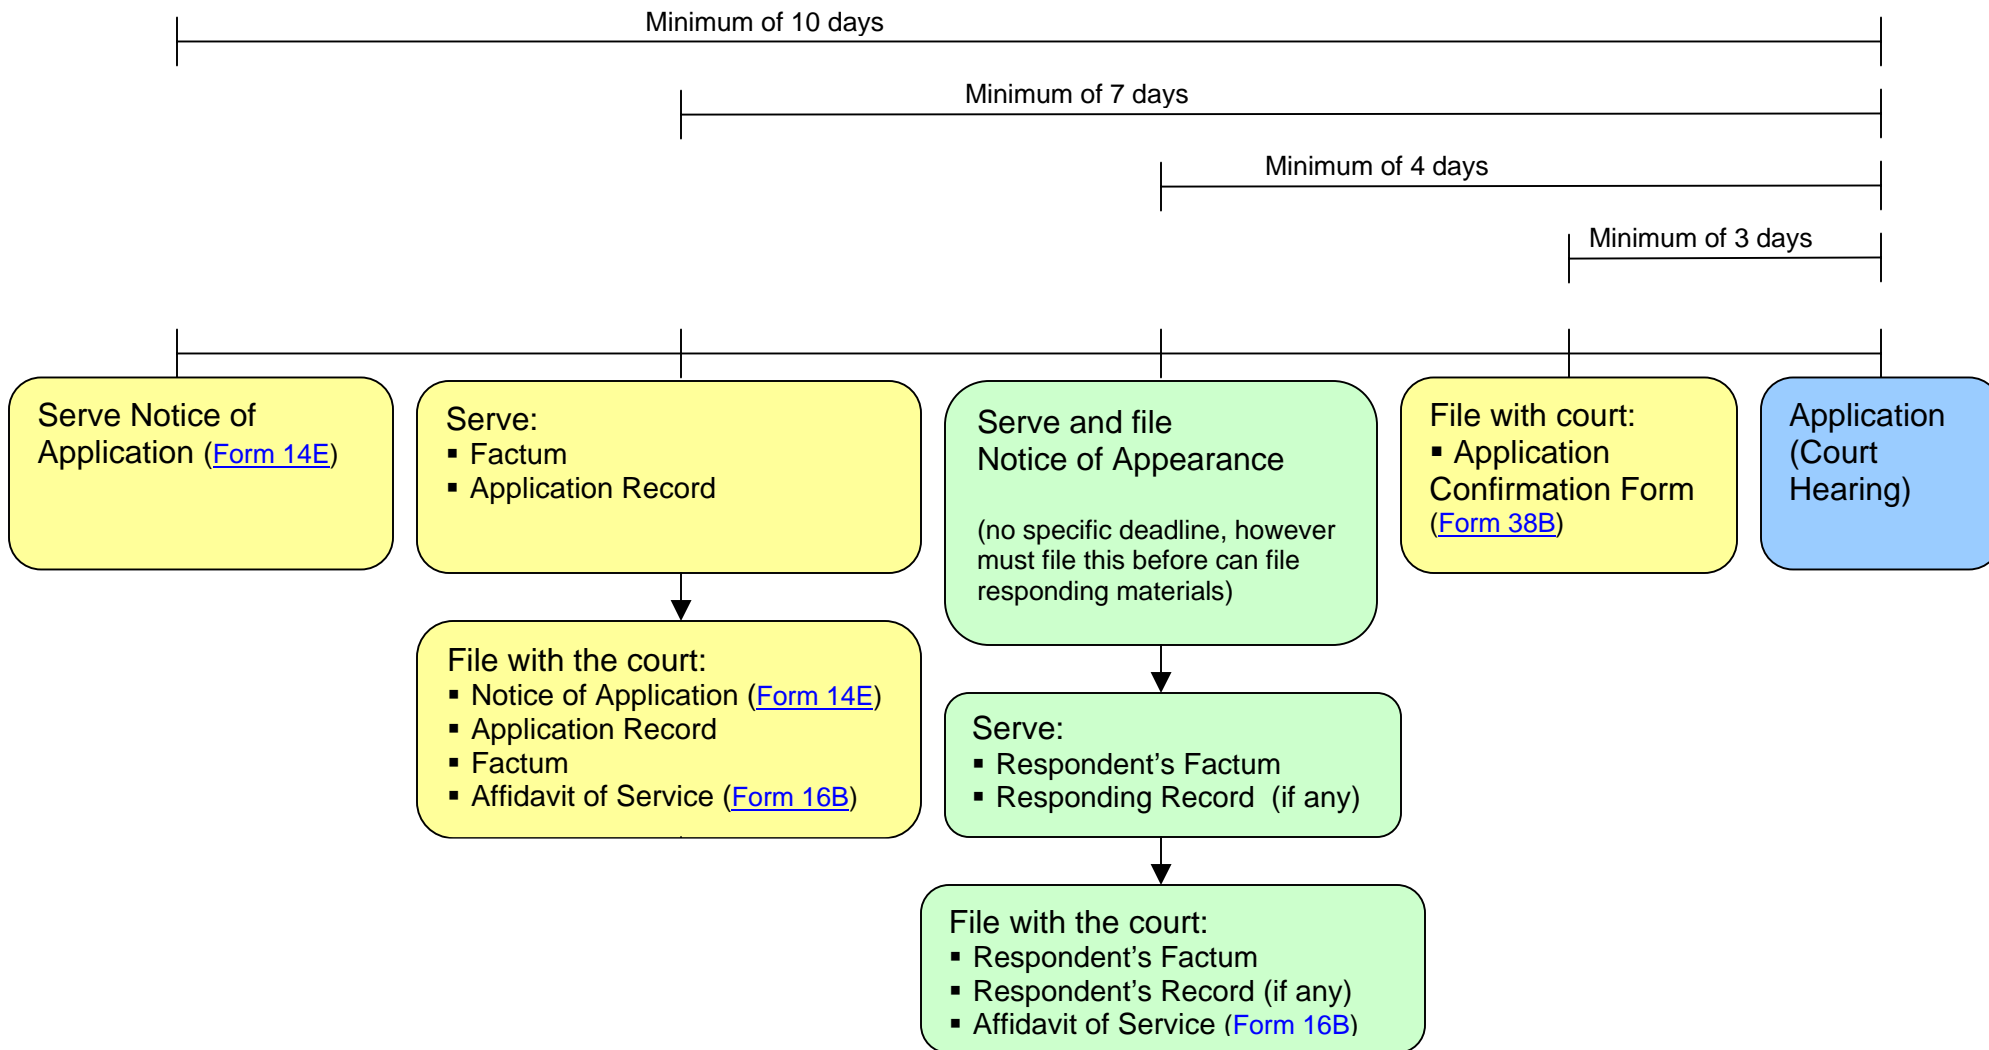 Minimum of 10 days
Minimum of 7 days
Minimum of 4 days
Minimum of 3 days
Serve Notice of
Application (Form 14E)
Serve:
▪ Factum
▪ Application Record
File with the court:
▪ Notice of Application (Form 14E)
▪ Application Record
▪ Factum
▪ Affidavit of Service (Form 16B)
Serve and file
Notice of Appearance
(no specific deadline, however
must file this before can file
responding materials)
Serve:
▪ Respondent’s Factum
▪ Responding Record (if any)
File with the court:
▪ Respondent’s Factum
▪ Respondent’s Record (if any)
▪ Affidavit of Service (Form 16B)
File with court:
▪ Application
Confirmation Form
(Form 38B)
Application
(Court
Hearing)